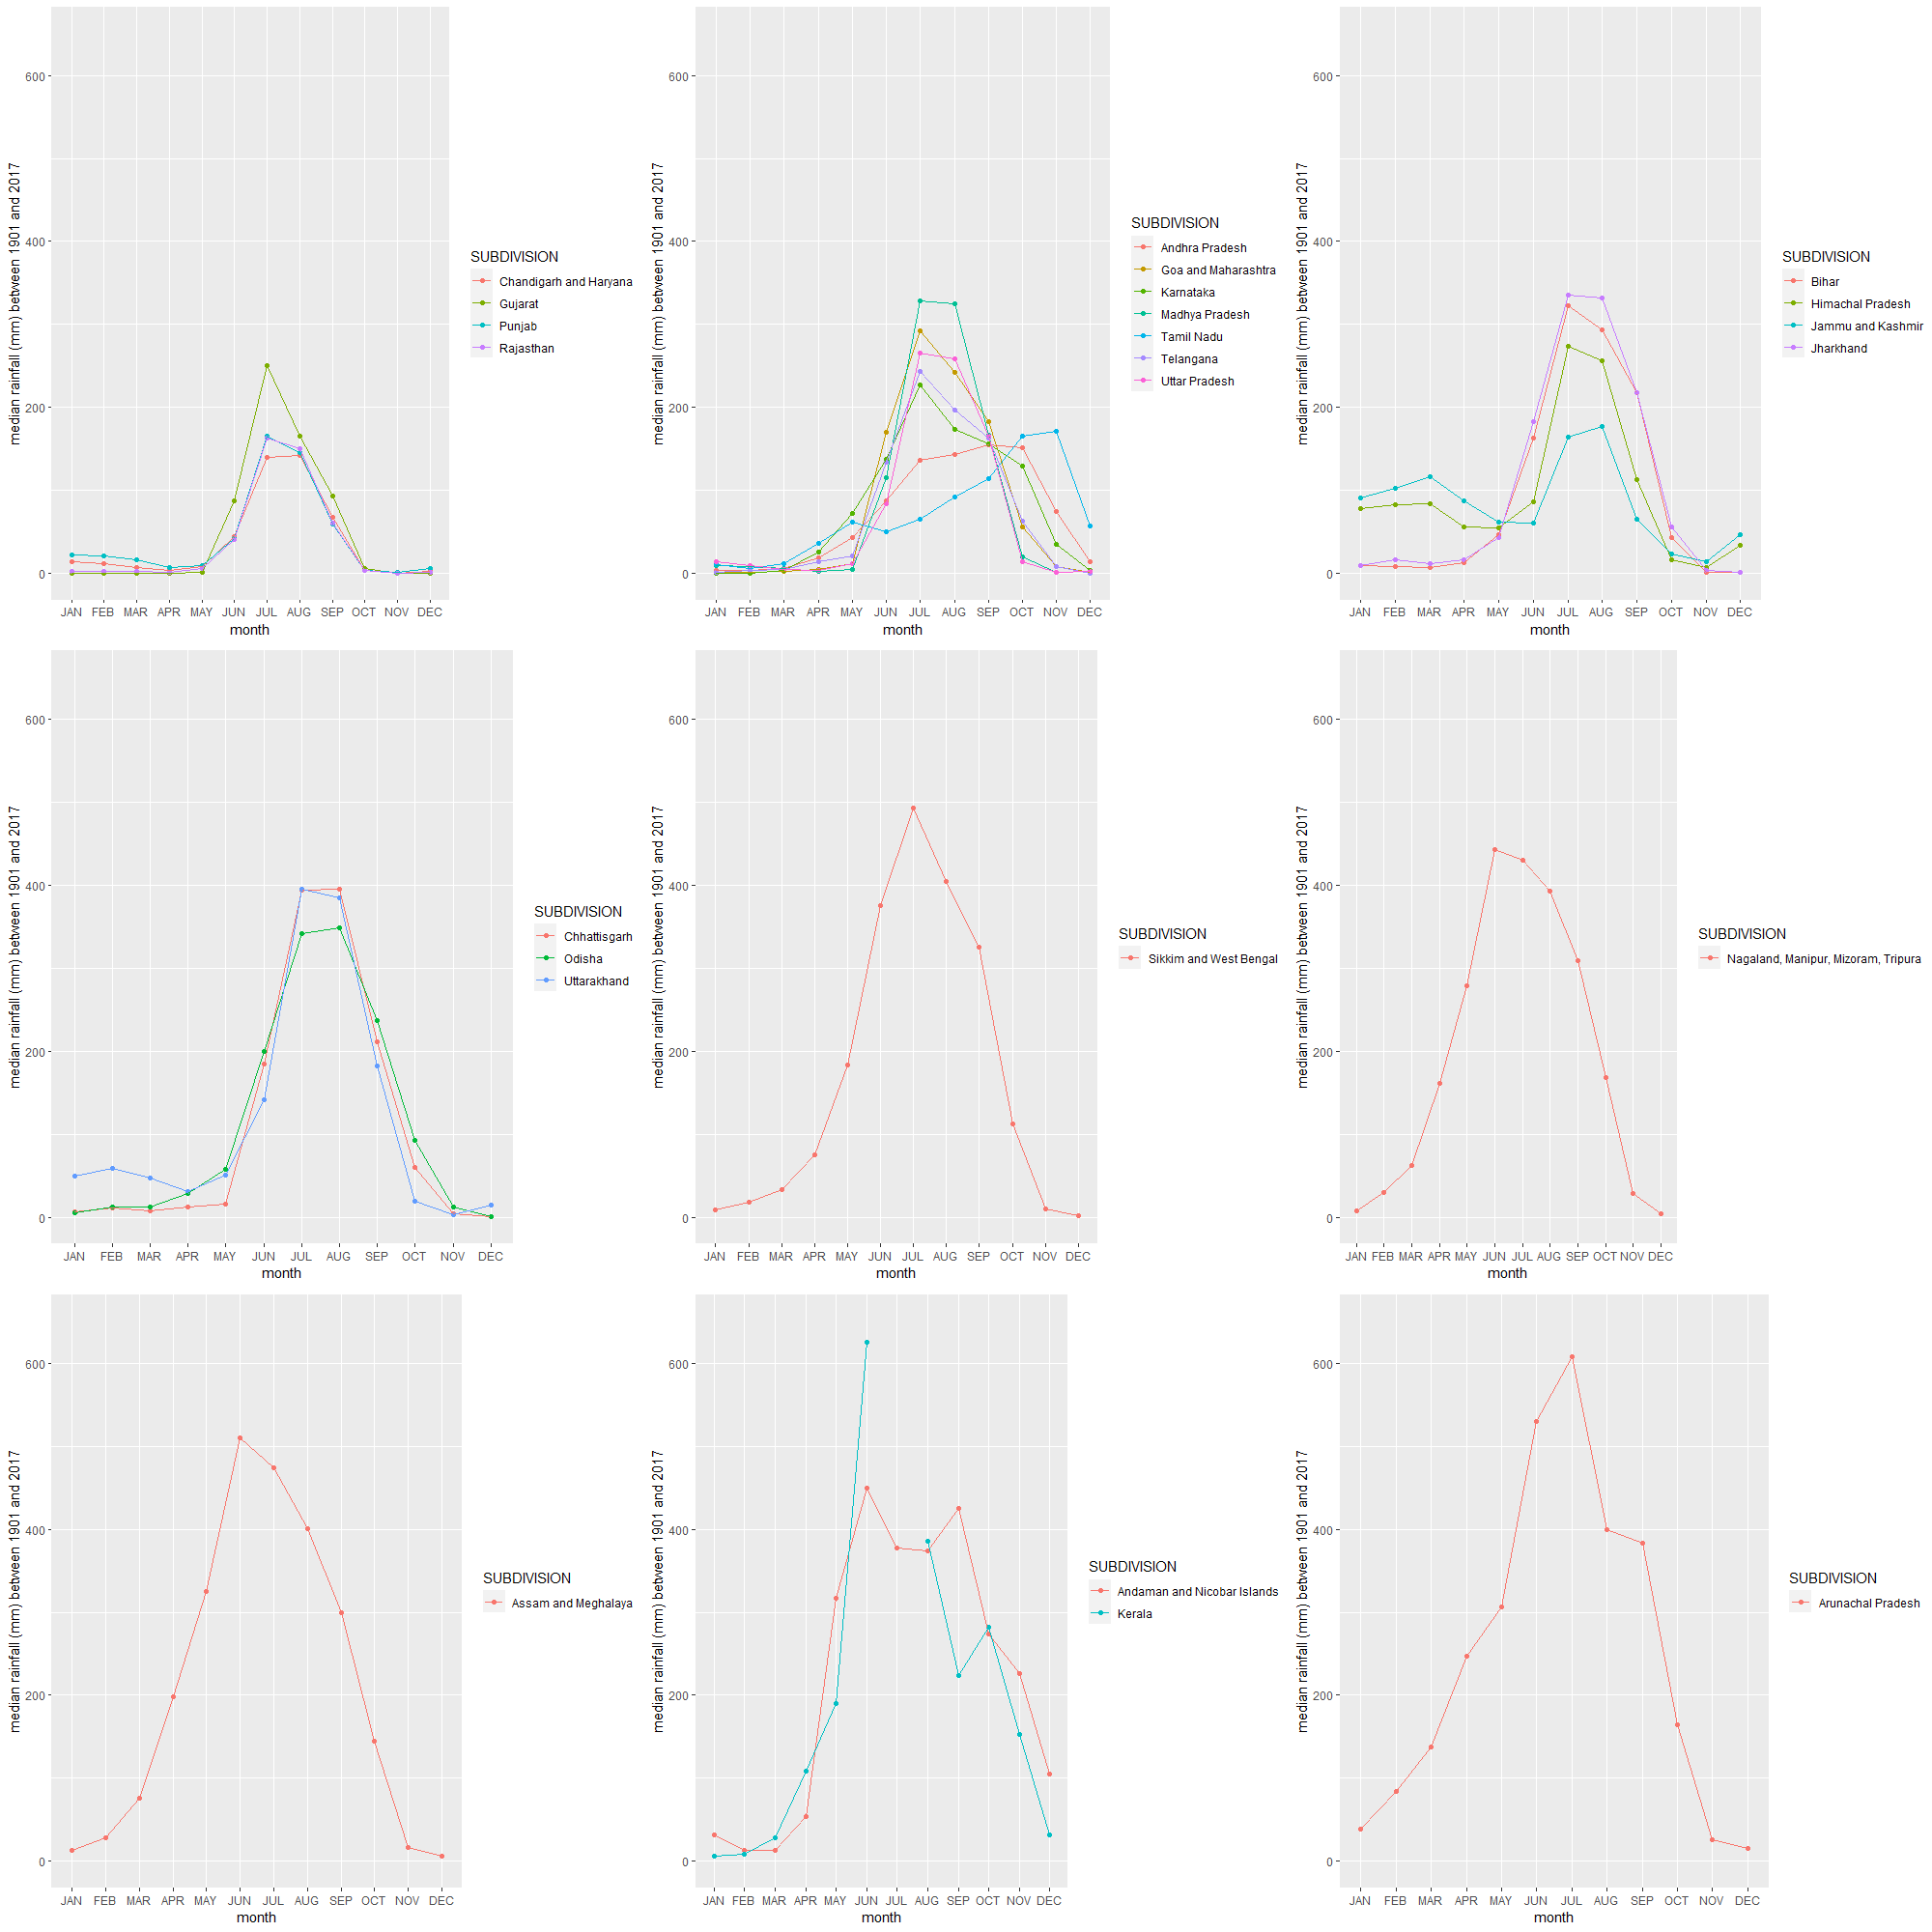 median rainfall (mm) between 1901 and 2017
600
400
200
0
JAN FEB MAR APR MAY JUN JUL AUG SEP OCT NOV DEC
month
SUBDIVISION
Chandigarh and Haryana
Gujarat
Punjab
Rajasthan
median rainfall (mm) between 1901 and 2017
600
400
200
0
JAN FEB MAR APR MAY JUN JUL AUG SEP OCT NOV DEC
month
SUBDIVISION
Andhra Pradesh
Goa and Maharashtra
Karnataka
Madhya Pradesh
Tamil Nadu
Telangana
Uttar Pradesh
median rainfall (mm) between 1901 and 2017
600
400
200
0
JAN FEB MAR APR MAY JUN JUL AUG SEP OCT NOV DEC
month
SUBDIVISION
Bihar
Himachal Pradesh
Jammu and Kashmir
Jharkhand
median rainfall (mm) between 1901 and 2017
600
400
200
0
JAN FEB MAR APR MAY JUN JUL AUG SEP OCT NOV DEC
month
SUBDIVISION
Chhattisgarh
Odisha
Uttarakhand
median rainfall (mm) between 1901 and 2017
600
400
200
0
JAN FEB MAR APR MAY JUN JUL AUG SEP OCT NOV DEC
month
SUBDIVISION
Sikkim and West Bengal
median rainfall (mm) between 1901 and 2017
600
400
200
0
JAN FEB MAR APR MAY JUN JUL AUG SEP OCT NOV DEC
month
SUBDIVISION
Nagaland, Manipur, Mizoram, Tripura
median rainfall (mm) between 1901 and 2017
600
400
200
0
JAN FEB MAR APR MAY JUN JUL AUG SEP OCT NOV DEC
month
SUBDIVISION
Assam and Meghalaya
median rainfall (mm) between 1901 and 2017
600
400
200
0
JAN FEB MAR APR MAY JUN JUL AUG SEP OCT NOV DEC
month
SUBDIVISION
Andaman and Nicobar Islands
Kerala
median rainfall (mm) between 1901 and 2017
600
400
200
0
JAN FEB MAR APR MAY JUN JUL AUG SEP OCT NOV DEC
month
SUBDIVISION
Arunachal Pradesh